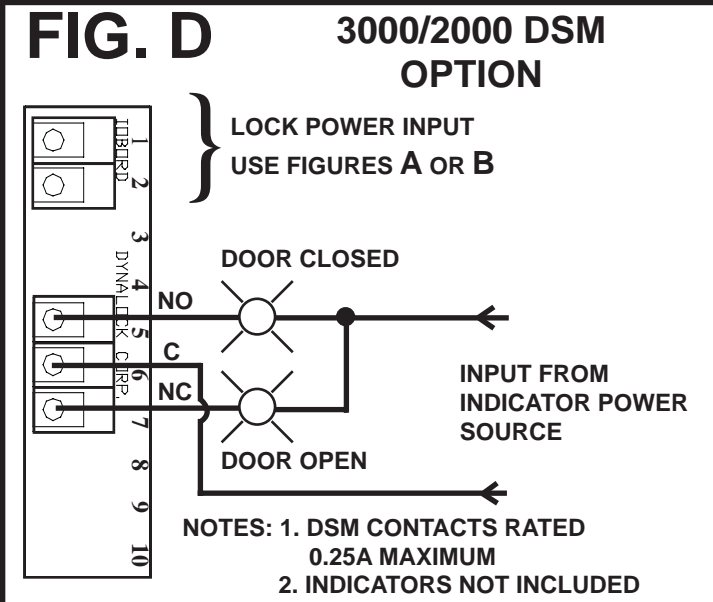 FIG. D
3000/2000 DSM
OPTION
LOCK POWER INPUT
USE FIGURES A OR B
1
2
3
4
5
6
7
8
9
10
DYNALOCK CORP.
DOOR CLOSED
NO
C
NC
DOOR OPEN
INPUT FROM
INDICATOR POWER
SOURCE
NOTES: 1. DSM CONTACTS RATED
0.25A MAXIMUM
2. INDICATORS NOT INCLUDED